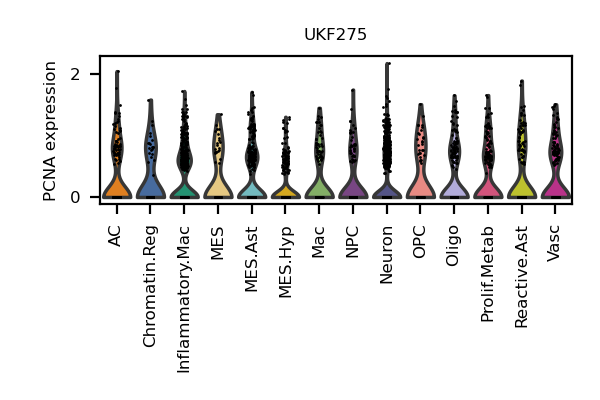 UKF275
PCNA expression
2
0
AC
Chromatin.Reg
Inflammatory.Mac
MES
MES.Ast
MES.Hyp
Mac
NPC
Neuron
OPC
Oligo
Prolif.Metab
Reactive.Ast
Vasc